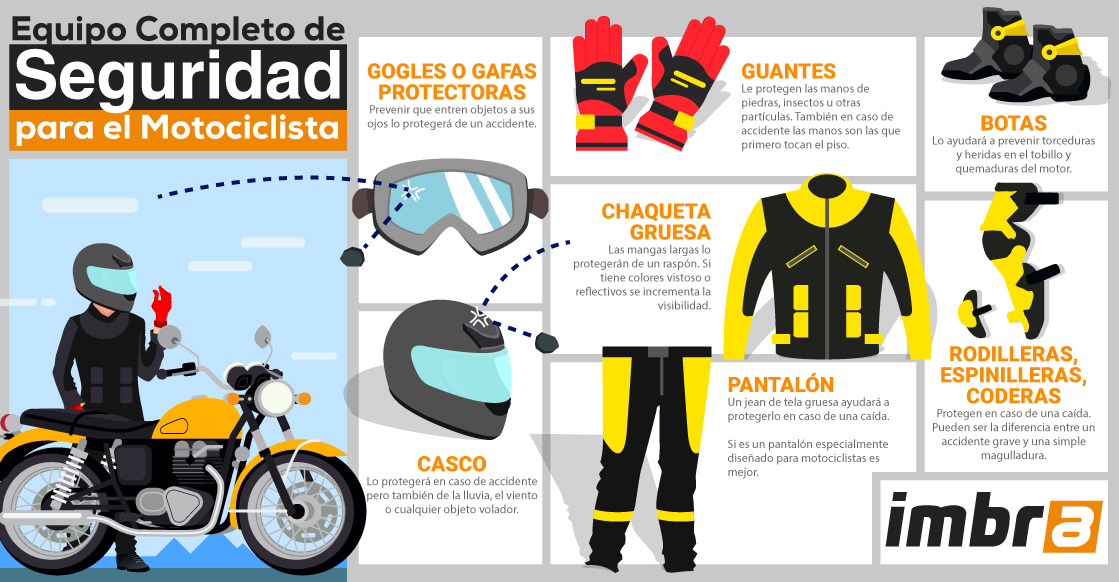 Equipo Completo de
Seguridad
para el Motociclista
GOGLES O GAFAS
PROTECTORAS
Prevenir que entren objetos a sus
ojos lo protegerá de un accidente.
GUANTES
Le protegen las manos de
piedras, insectos u otras
partículas. También en caso de
accidente las manos son las que
primero tocan el piso.
BOTAS
Lo ayudará a prevenir torceduras
y heridas en el tobillo y
quemaduras del motor.
CHAQUETA
GRUESA
Las mangas largas lo
protegerán de un raspón. Si
tiene colores vistoso o
reflectivos se incrementa la
visibilidad.
CASCO
Lo protegerá en caso de accidente
pero también de la lluvia, el viento
o cualquier objeto volador.
PANTALÓN
Un jean de tela gruesa ayudará a
protegerlo en caso de una caída.
Si es un pantalón especialmente
diseñado para motociclistas es
mejor.
RODILLERAS,
ESPINILLERAS,
CODERAS
Protegen en caso de una caída.
Pueden ser la diferencia entre un
accidente grave y una simple
magulladura.
imbra